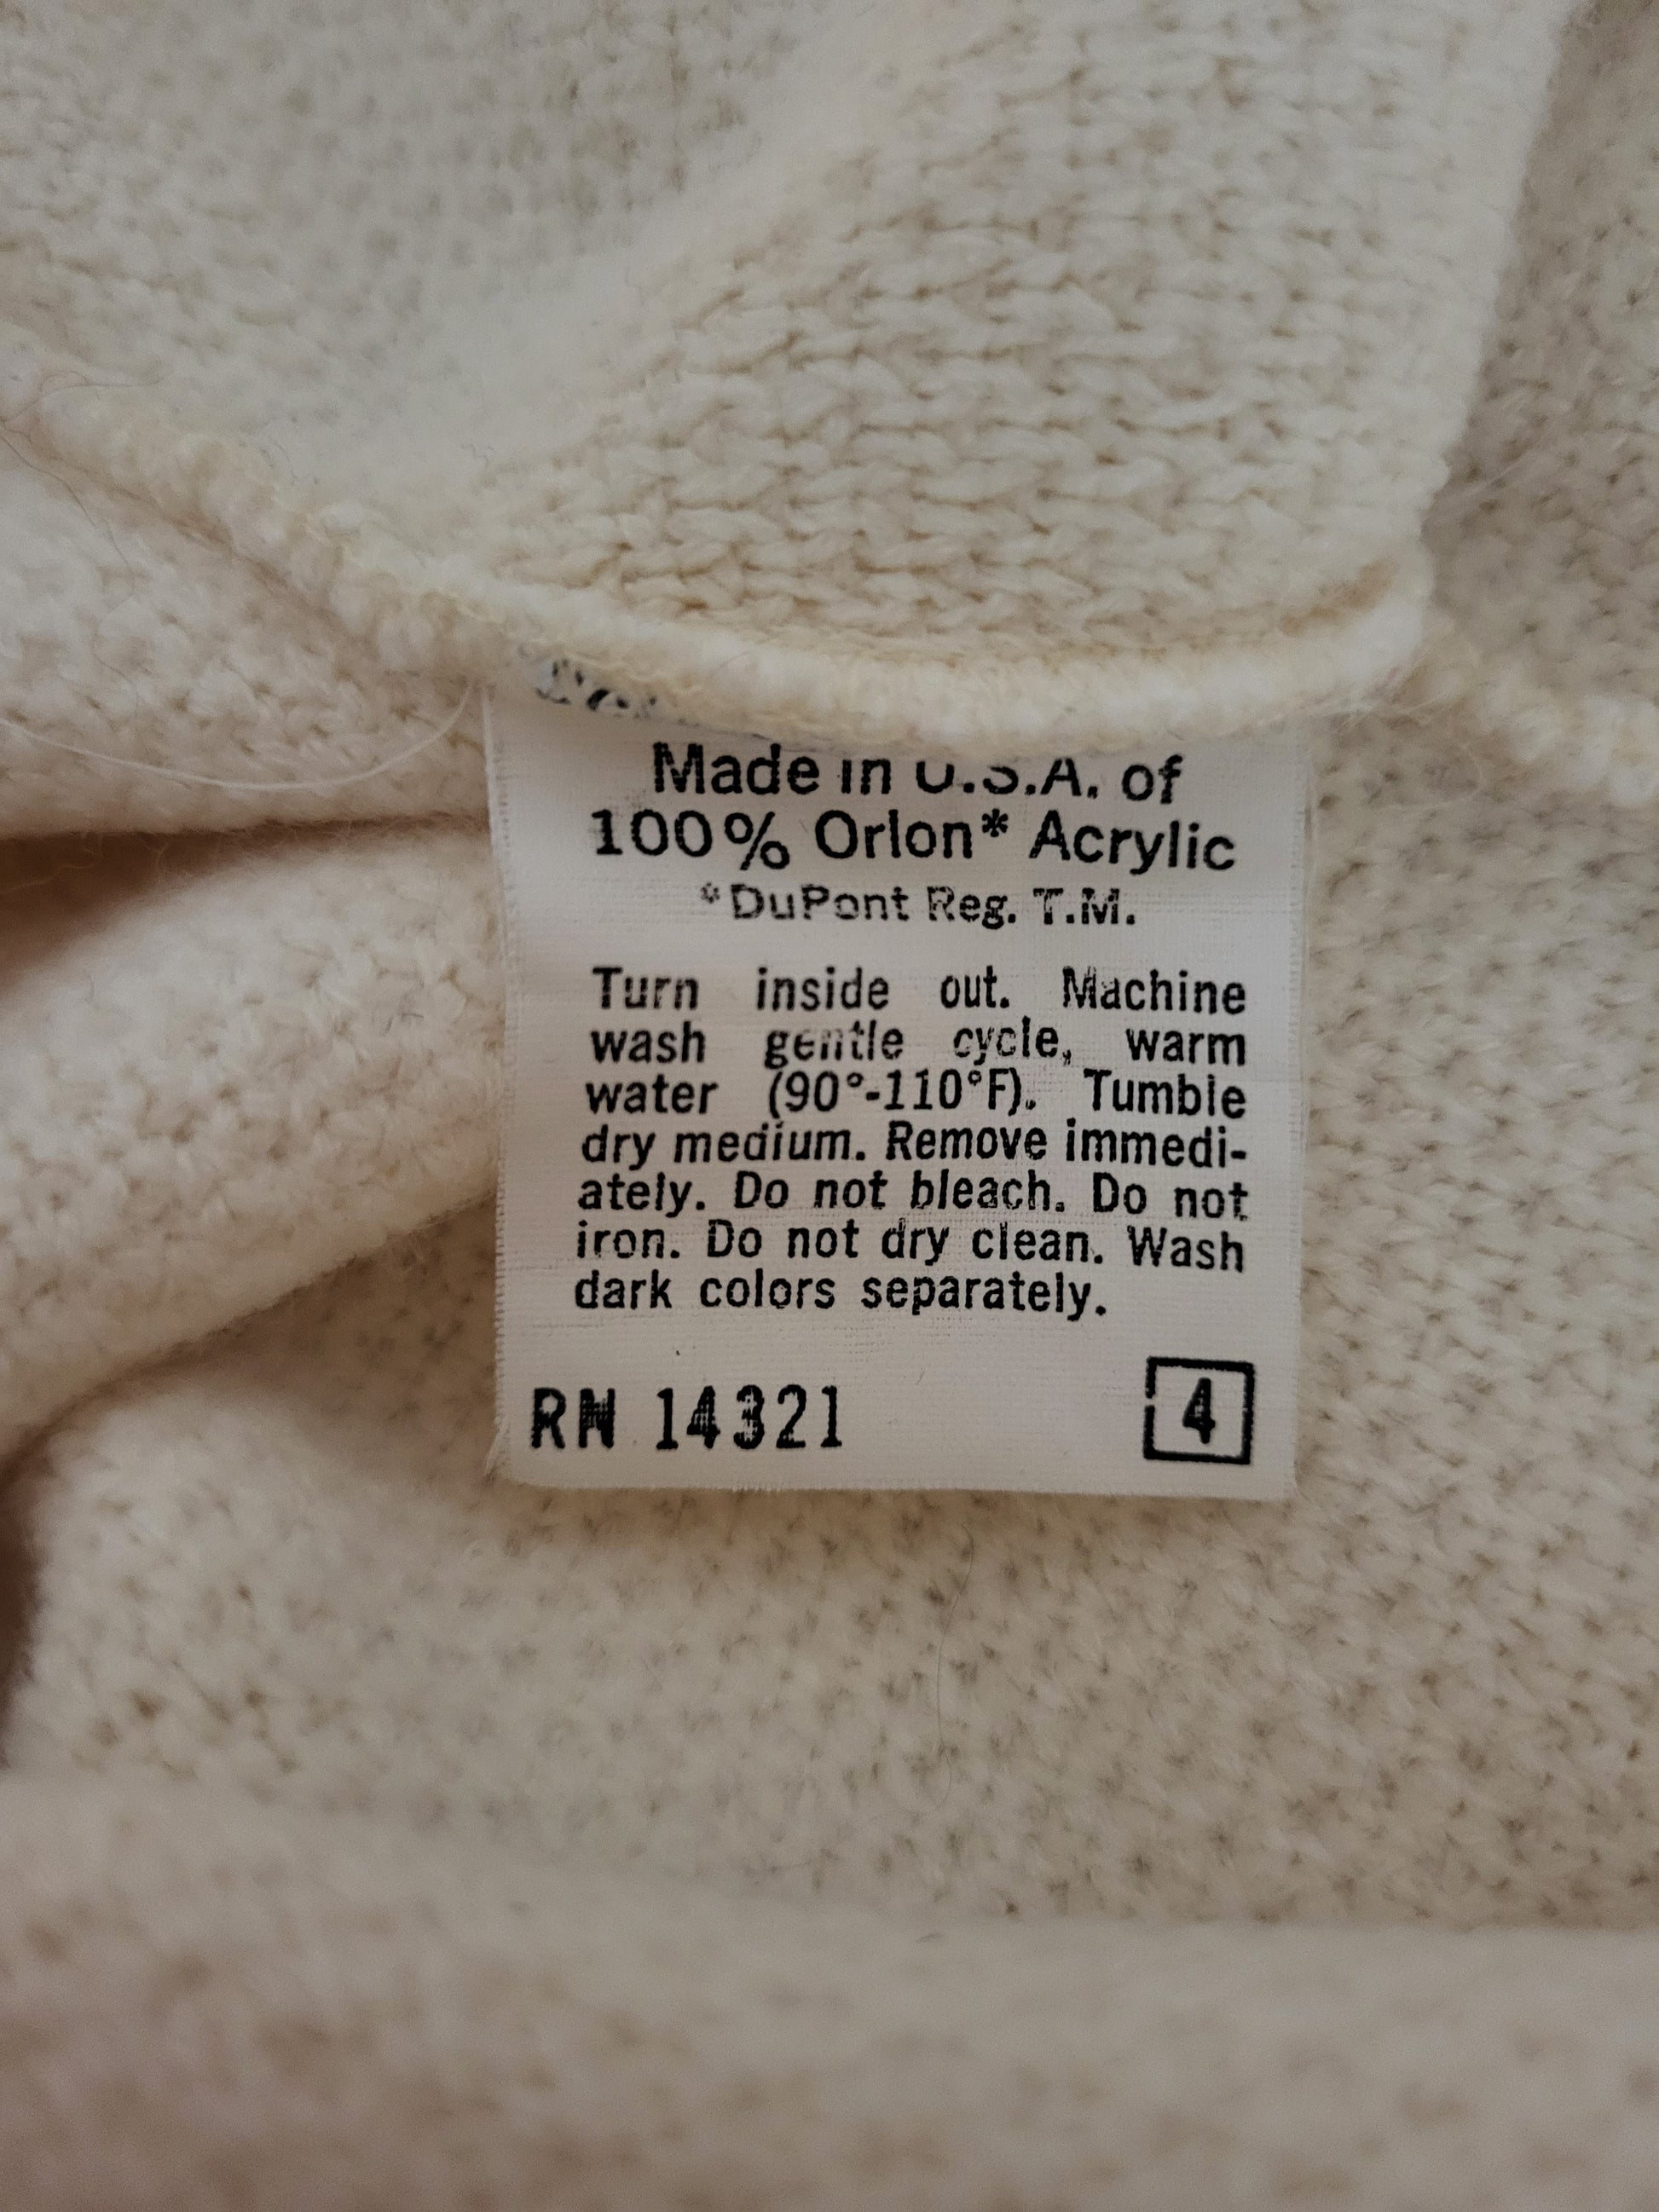 Made in U.S.A. of
100% Orlon* Acrylic
*DuPont Reg. T.M.
Turn inside out. Machine
wash gentle cycle, warm
water (90°-110°F). Tumble
dry medium. Remove immedi-
ately. Do not bleach. Do not
iron. Do not dry clean. Wash
dark colors separately.
RN 14321
4